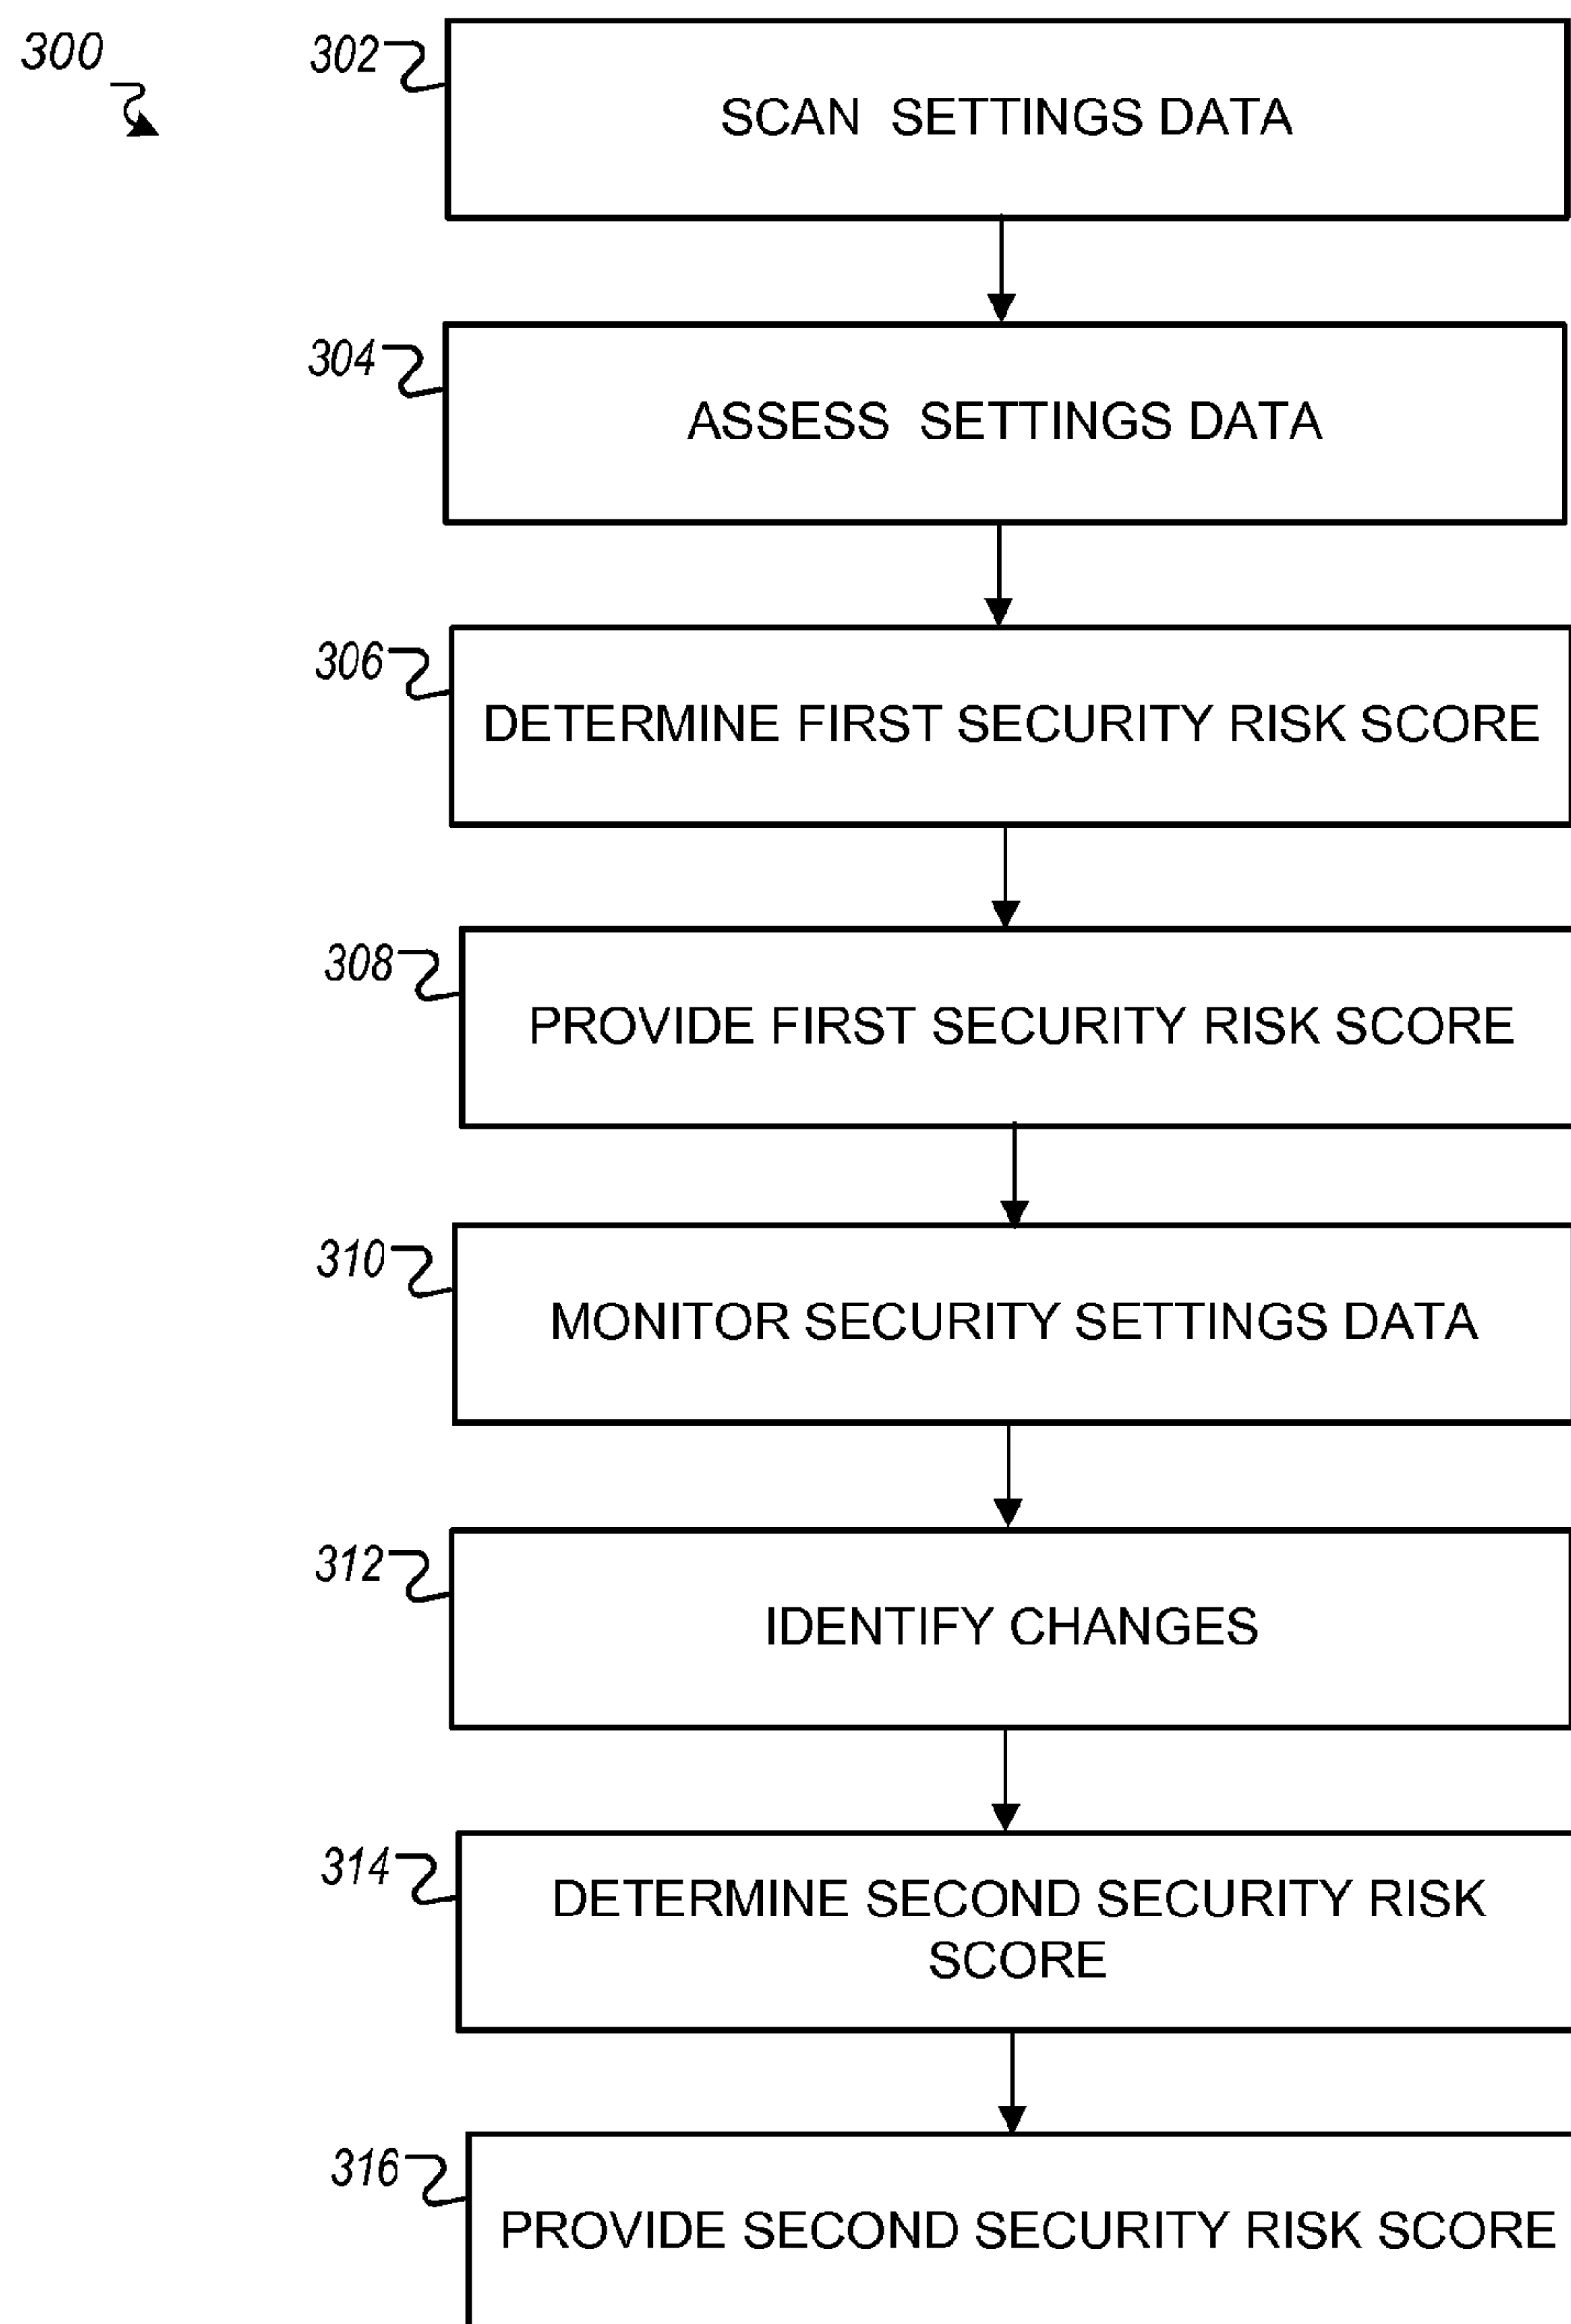 300
302
SCAN SETTINGS DATA
304
ASSESS SETTINGS DATA
306
DETERMINE FIRST SECURITY RISK SCORE
308
PROVIDE FIRST SECURITY RISK SCORE
310
MONITOR SECURITY SETTINGS DATA
312
IDENTIFY CHANGES
314
DETERMINE SECOND SECURITY RISK
SCORE
316
PROVIDE SECOND SECURITY RISK SCORE